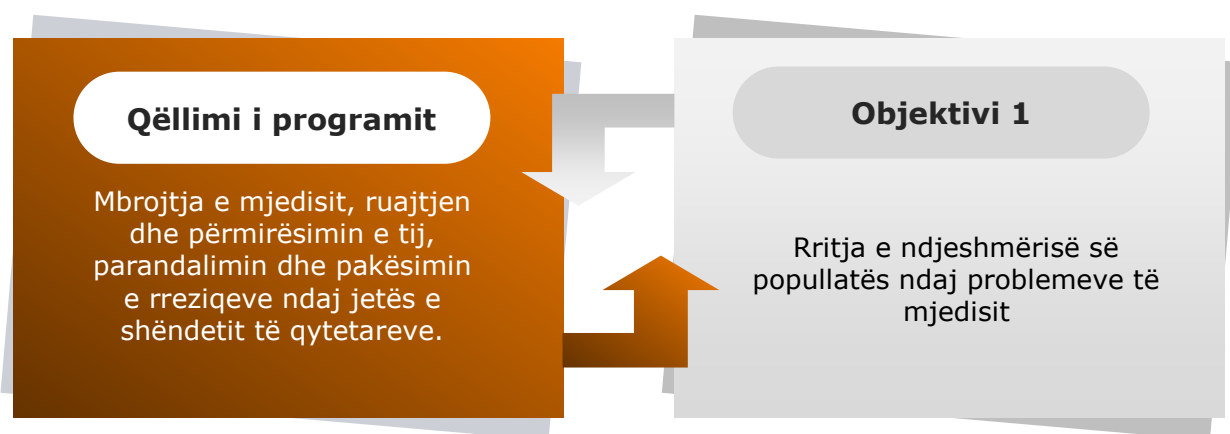 Qëllimi i programit
Mbrojtja e mjedisit, ruajtjen
dhe përmirësimin e tij,
parandalimin dhe pakësimin
e rreziqeve ndaj jetës e
shëndetit të qytetareve.
Objektivi 1
Rritja e ndjeshmërisë së
popullatës ndaj problemeve të
mjedisit